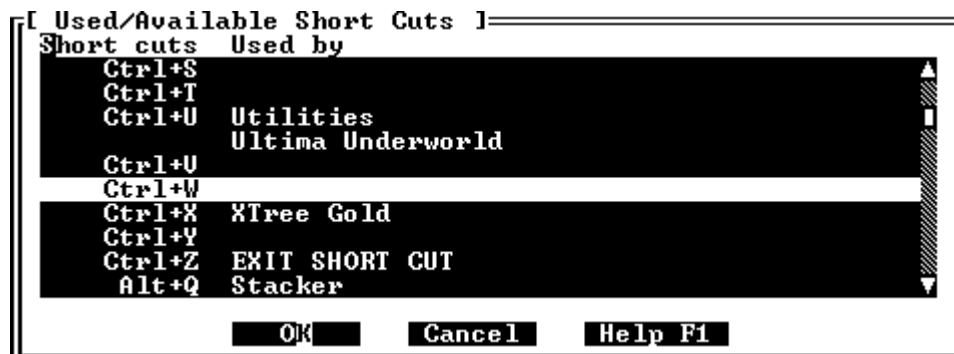 [ Used/Available Short Cuts ]
Short cuts Used by
Ctrl+S
Ctrl+T
Ctrl+U Utilities
Ultima Underworld
Ctrl+V
Ctrl+W
Ctrl+X XTree Gold
Ctrl+Y
Ctrl+Z EXIT SHORT CUT
Alt+Q Stacker
OK Cancel Help F1